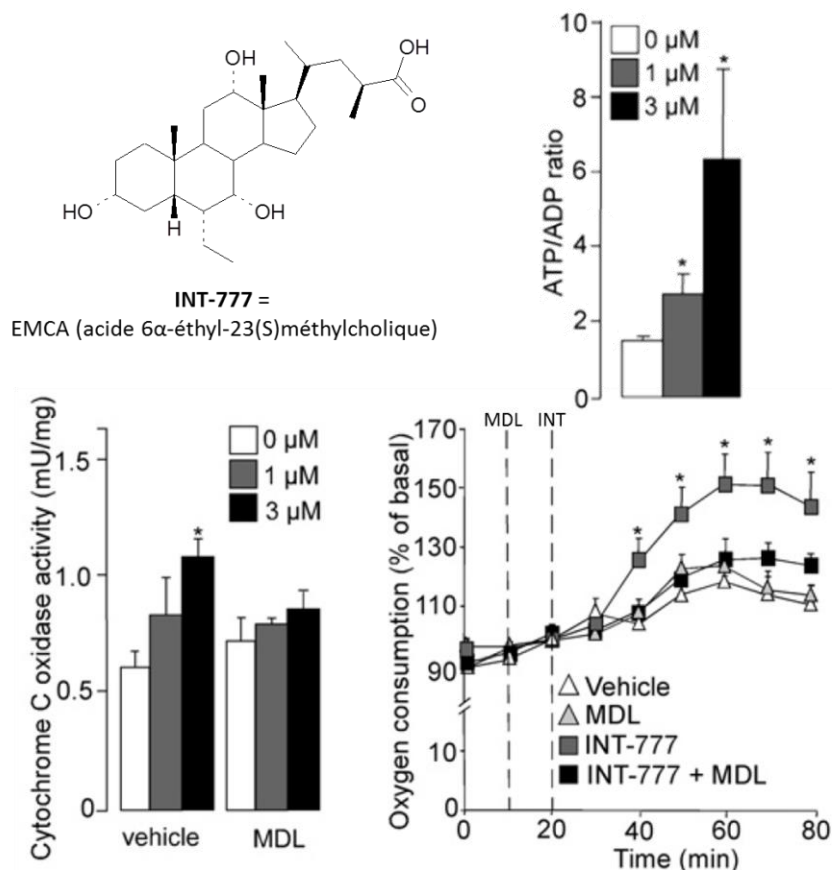 OH
OH
O
HO
OH
H
INT-777 =
EMCA (acide 6α-éthyl-23(S)méthylcholique)
0 µM
1 µM
3 µM
ATP/ADP ratio
10
8
6
4
2
0
*
*
Cytochrome C oxidase activity (mU/mg)
1.5
1.0
0.5
0
0 µM
1 µM
3 µM
*
vehicle
MDL
Oxygen consumption (% of basal)
170
150
130
110
90
10
0
MDL
INT
*
*
*
*
*
Vehicle
MDL
INT-777
INT-777 + MDL
0
20
40
60
80
Time (min)